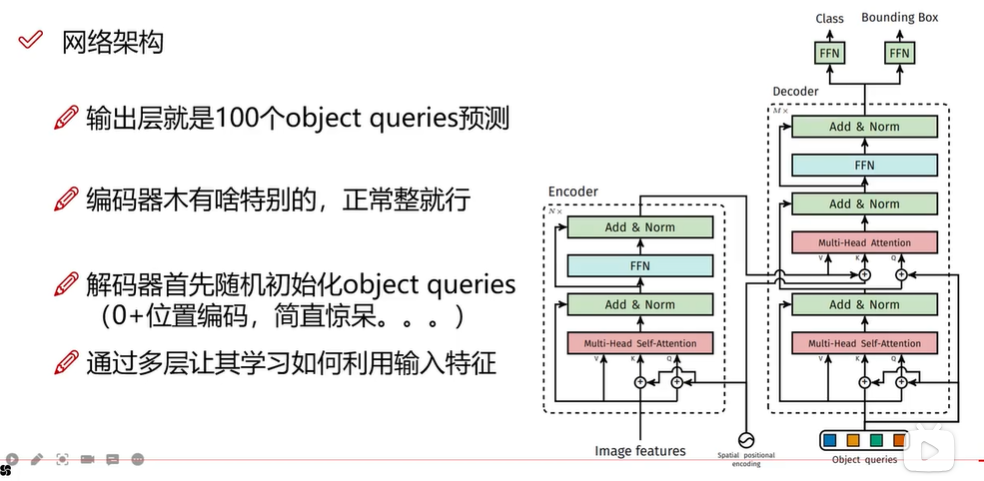 网络架构
输出层就是100个object queries预测
编码器木有啥特别的，正常整就行
解码器首先随机初始化object queries
（0+位置编码，简直惊呆。。。）
通过多层让其学习如何利用输入特征
Class
Bounding Box
FFN
FFN
Decoder
M×
Add & Norm
FFN
Add & Norm
Multi-Head Attention
V
K
Q
Add & Norm
Multi-Head Self-Attention
V
K
Q
Object queries
Encoder
N×
Add & Norm
FFN
Add & Norm
Multi-Head Self-Attention
V
K
Q
Image features
Spatial positional
encoding